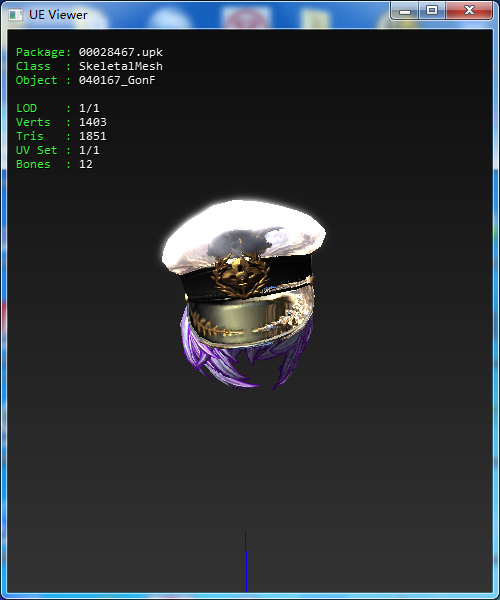 UE Viewer
Package: 00028467.upk
Class : SkeletalMesh
Object : 040167_GonF
LOD : 1/1
Verts : 1403
Tris : 1851
UV Set : 1/1
Bones : 12